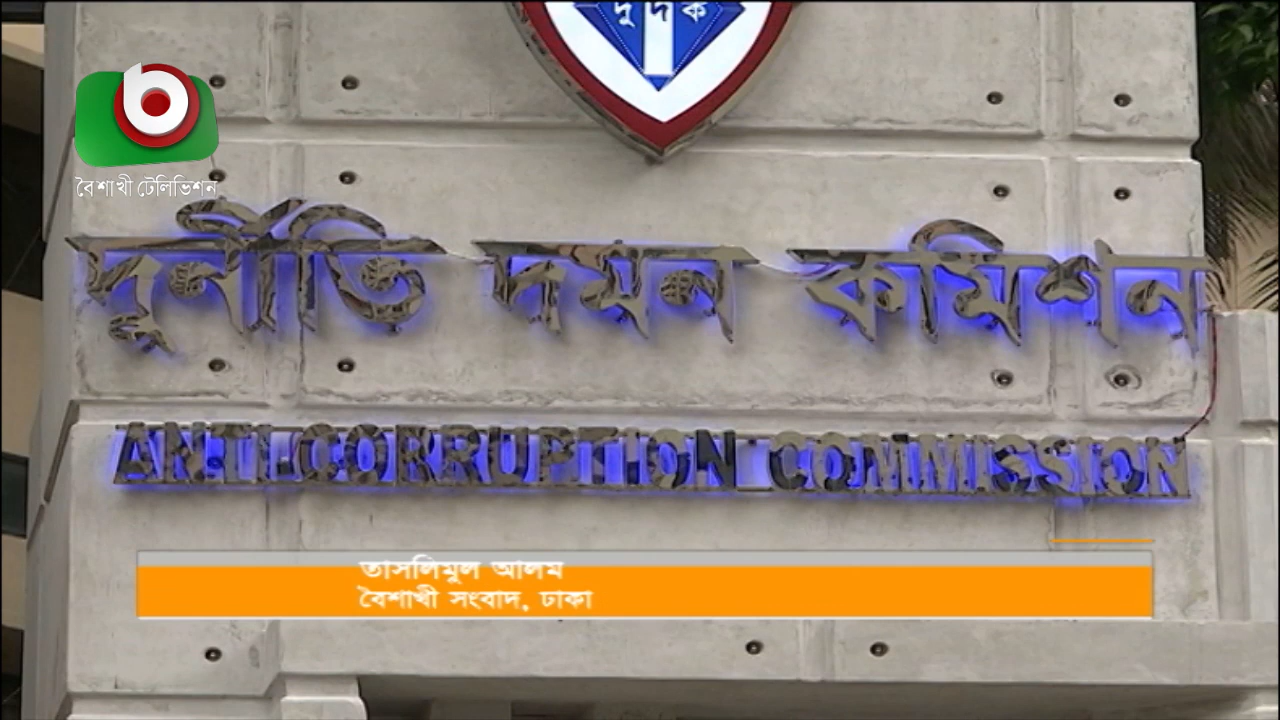 দুদক
বৈশাখী টেলিভিশন
দুর্নীতি দমন কমিশন
ANTI CORRUPTION COMMISSION
তাসলিমুল আলম
বৈশাখী সংবাদ, ঢাকা